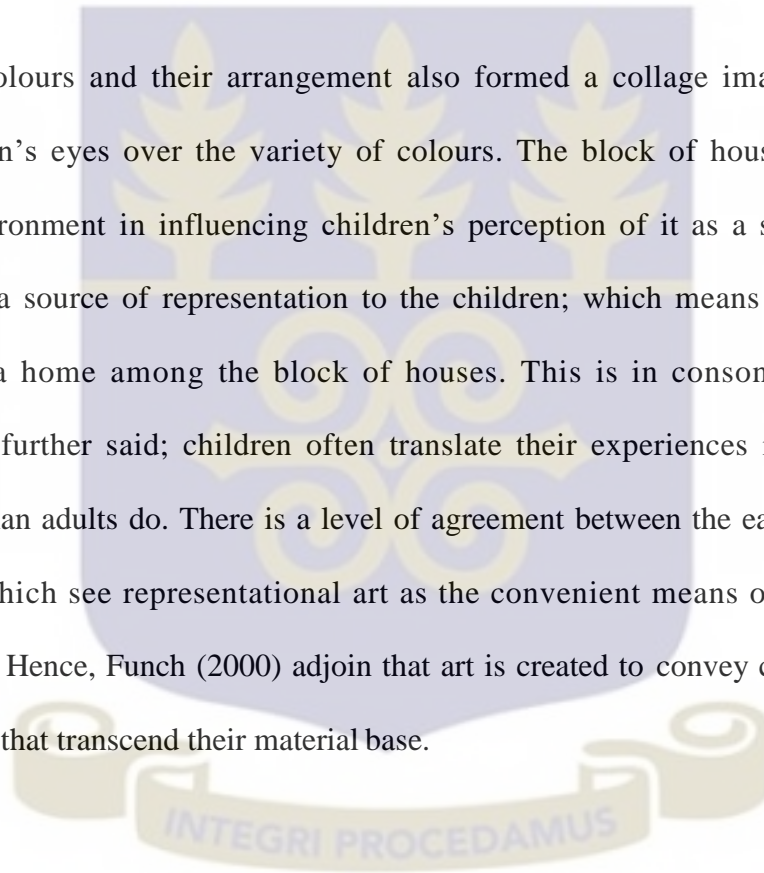 olours and their arrangement also formed a collage ima
n's eyes over the variety of colours. The block of hous
ronment in influencing children's perception of it as a s
a source of representation to the children; which means
a home among the block of houses. This is in conson
further said; children often translate their experiences
an adults do. There is a level of agreement between the ea
hich see representational art as the convenient means o
Hence, Funch (2000) adjoin that art is created to convey
that transcend their material base.
INTEGRI PROCEDAMUS